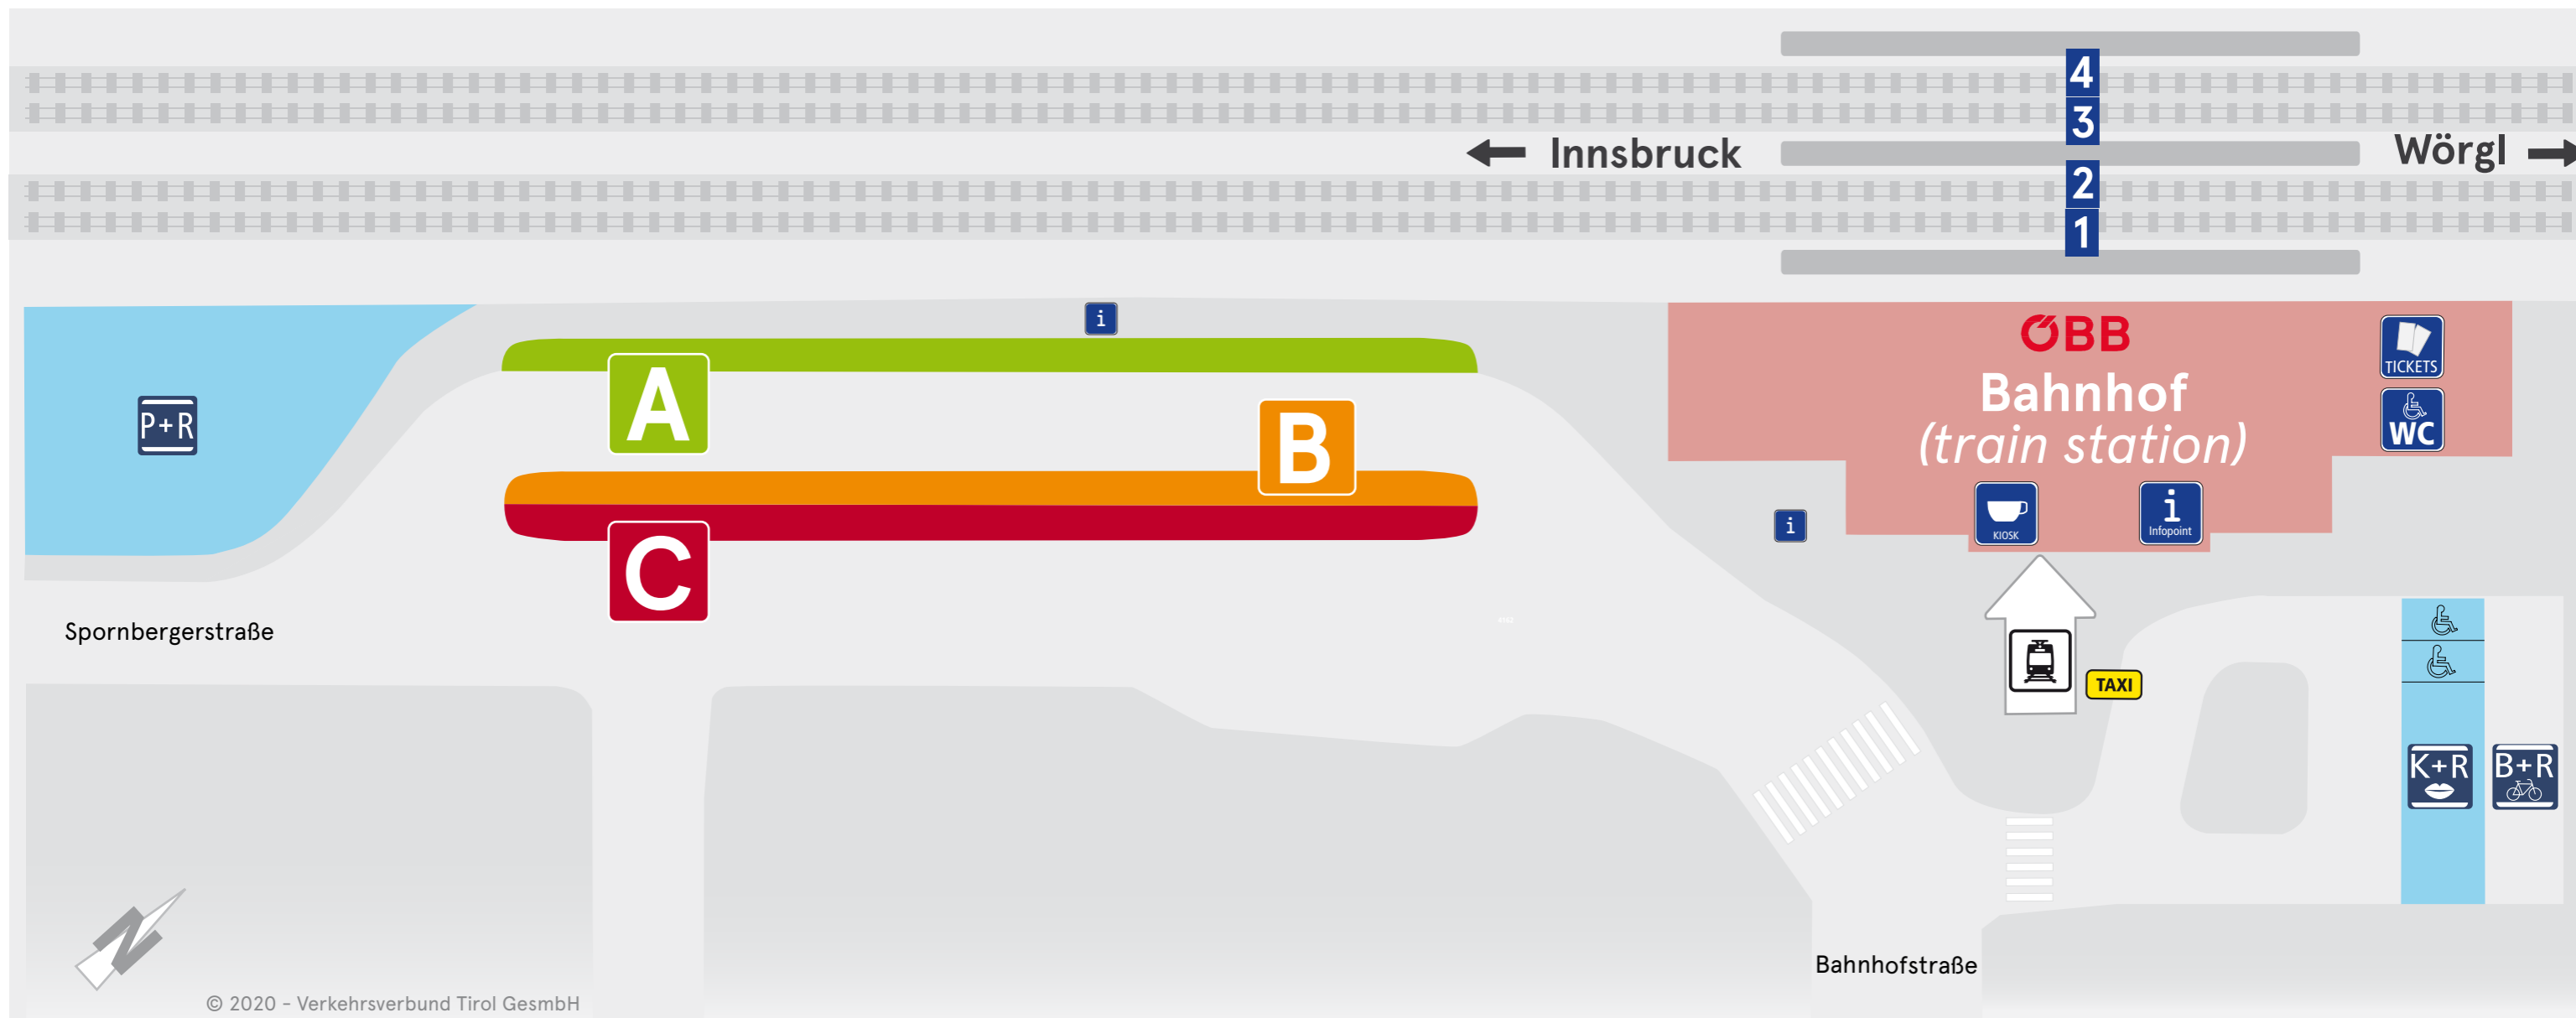 4
3
← Innsbruck
Wörgl →
2
1
i
ÖBB
Bahnhof
(train station)
TICKETS
WC
A
P+R
B
KIOSK
i
Infopoint
i
C
Spornbergerstraße
TAXI
K+R
B+R
N
Bahnhofstraße
© 2020 - Verkehrsverbund Tirol GesmbH